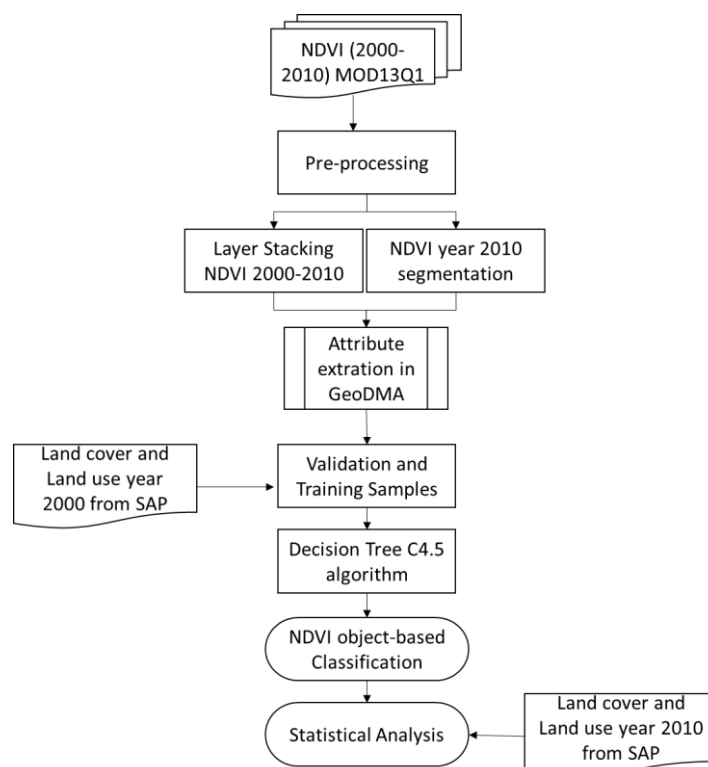 NDVI (2000-
2010) MOD13Q1
Pre-processing
Layer Stacking
NDVI 2000-2010
NDVI year 2010
segmentation
Attribute
extration in
GeoDMA
Land cover and
Land use year
2000 from SAP
Validation and
Training Samples
Decision Tree C4.5
algorithm
NDVI object-based
Classification
Statistical Analysis
Land cover and
Land use year 2010
from SAP